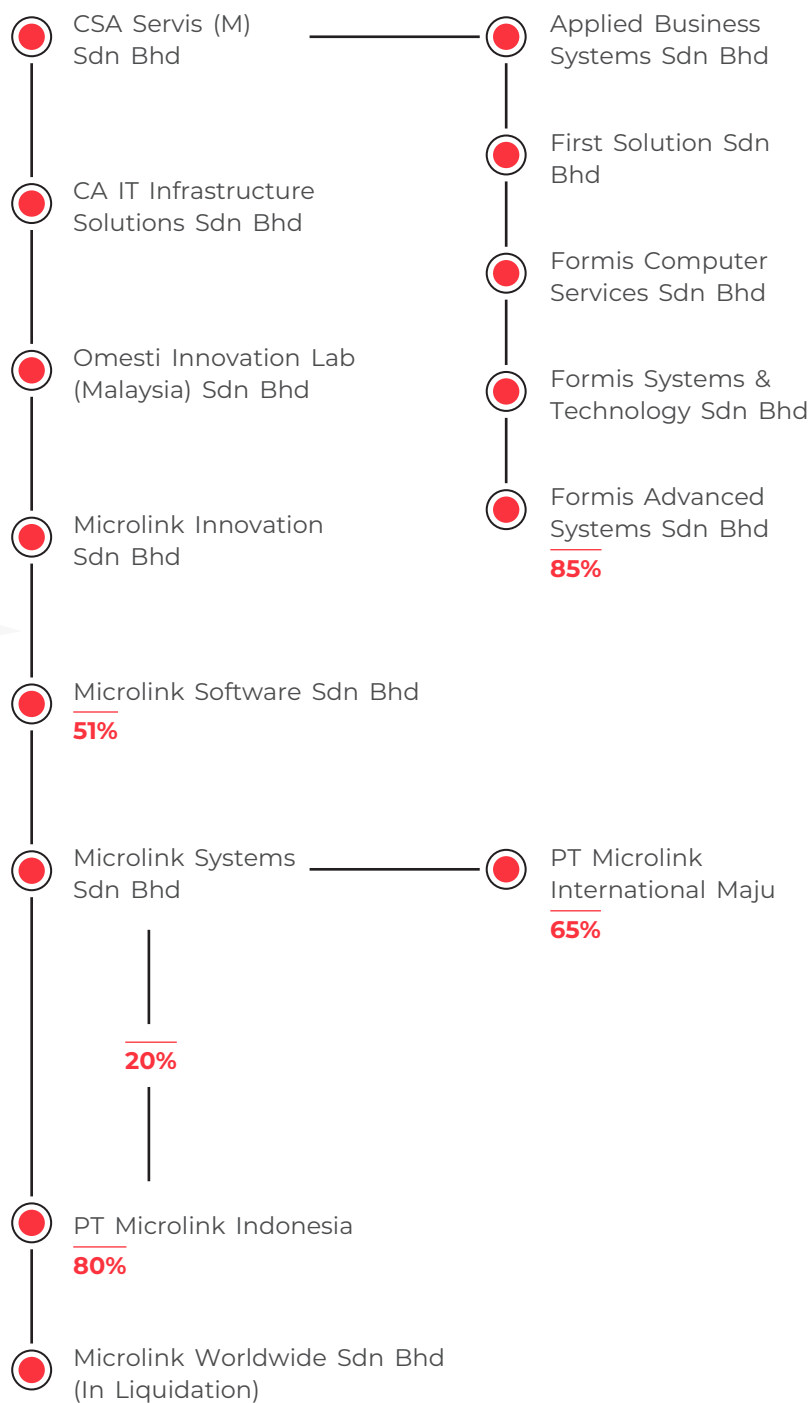 CSA Servis (M)
Sdn Bhd
Applied Business
Systems Sdn Bhd
First Solution Sdn
Bhd
CA IT Infrastructure
Solutions Sdn Bhd
Formis Computer
Services Sdn Bhd
Omesti Innovation Lab
(Malaysia) Sdn Bhd
Formis Systems &
Technology Sdn Bhd
Formis Advanced
Systems Sdn Bhd
85%
Microlink Innovation
Sdn Bhd
Microlink Software Sdn Bhd
51%
Microlink Systems
Sdn Bhd
PT Microlink
International Maju
65%
20%
PT Microlink Indonesia
80%
Microlink Worldwide Sdn Bhd
(In Liquidation)